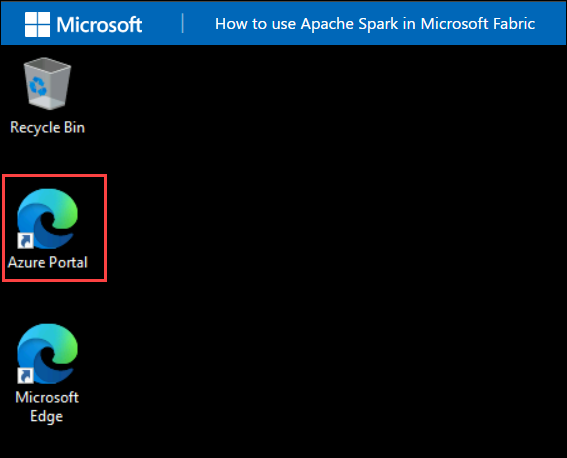 Microsoft | How to use Apache Spark in Microsoft Fabric
Recycle Bin
Azure Portal
Microsoft
Edge